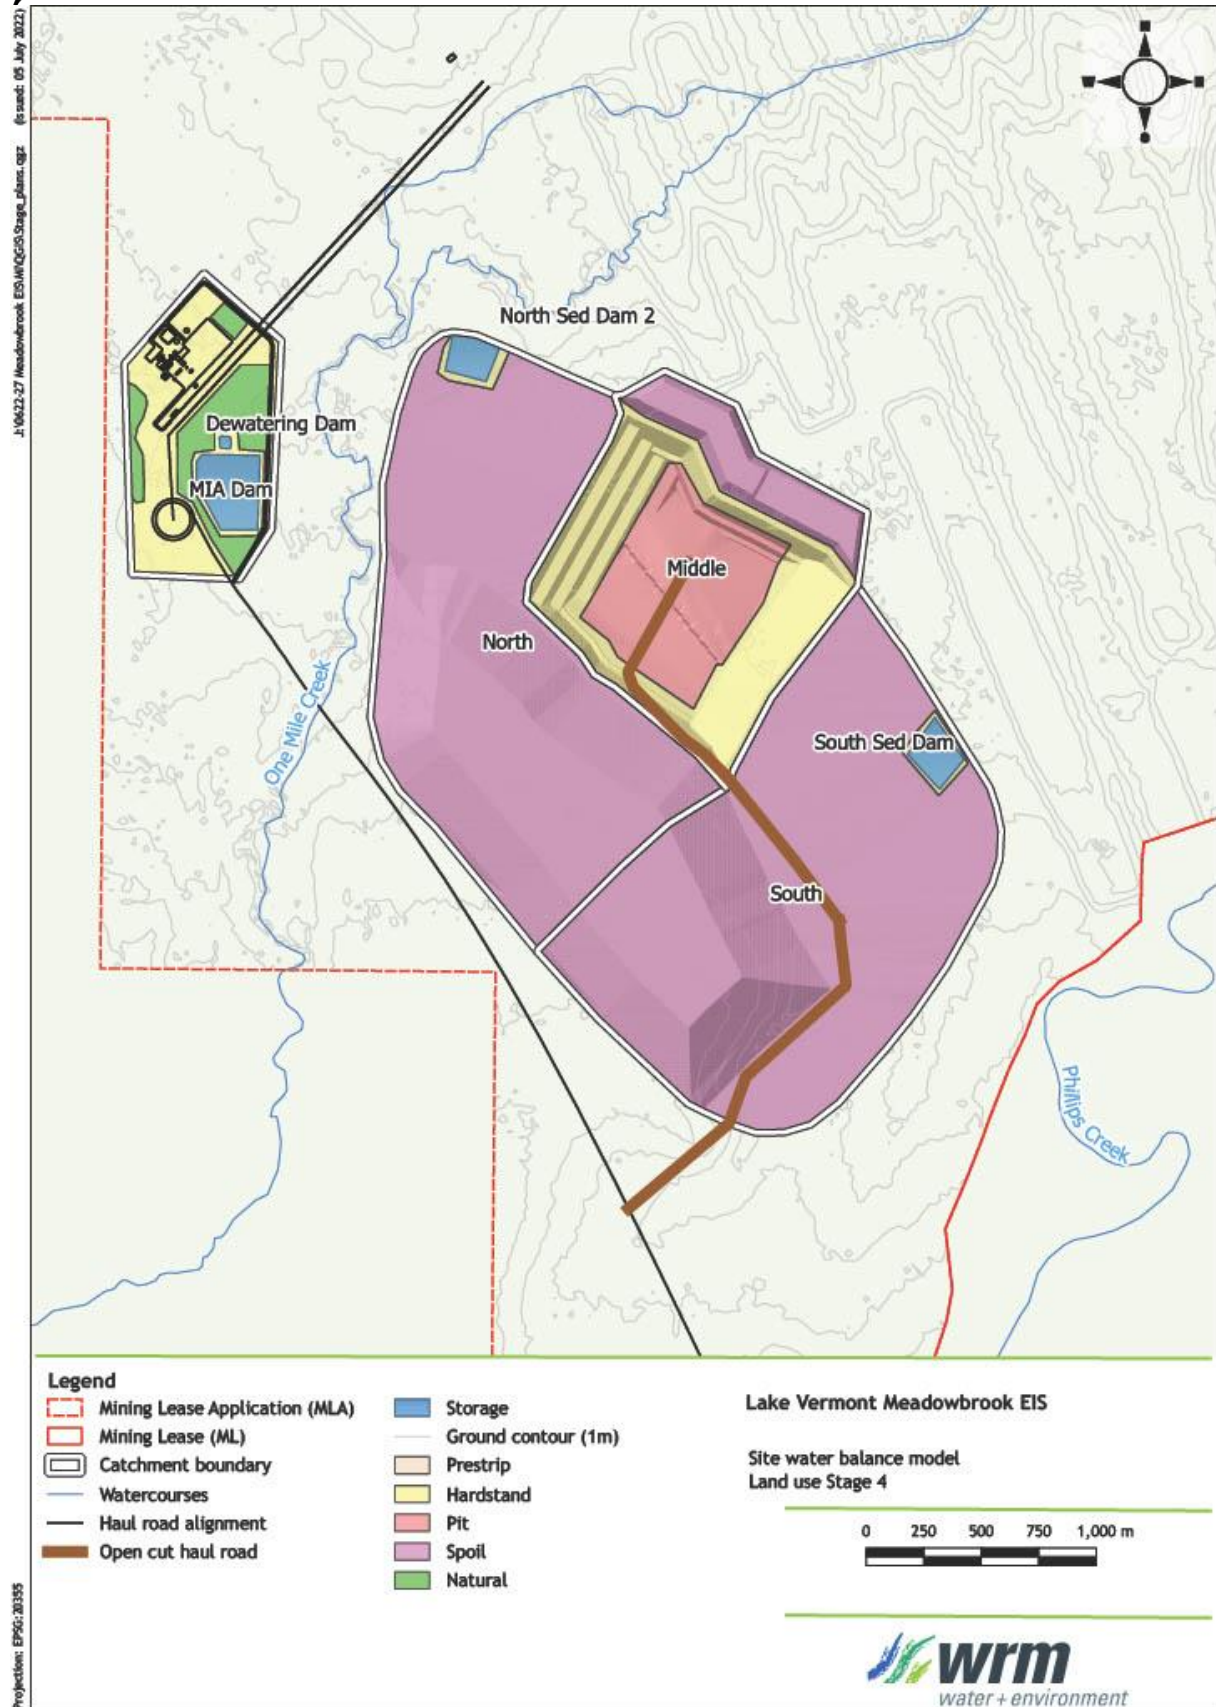 J:\0622-27 Meadowbrook EIS\WRM\QGIS\Stage_plans.qgz (Issued: 05 July 2022)
North Sed Dam 2
Dewatering Dam
MIA Dam
Middle
North
One Mile Creek
South Sed Dam
South
Phillips Creek
Legend
Mining Lease Application (MLA)
Mining Lease (ML)
Catchment boundary
Watercourses
Haul road alignment
Open cut haul road
Storage
Ground contour (1m)
Prestrip
Hardstand
Pit
Spoil
Natural
Lake Vermont Meadowbrook EIS
Site water balance model
Land use Stage 4
0 250 500 750 1,000 m
Projection: EPSG:20355
wrm
water + environment